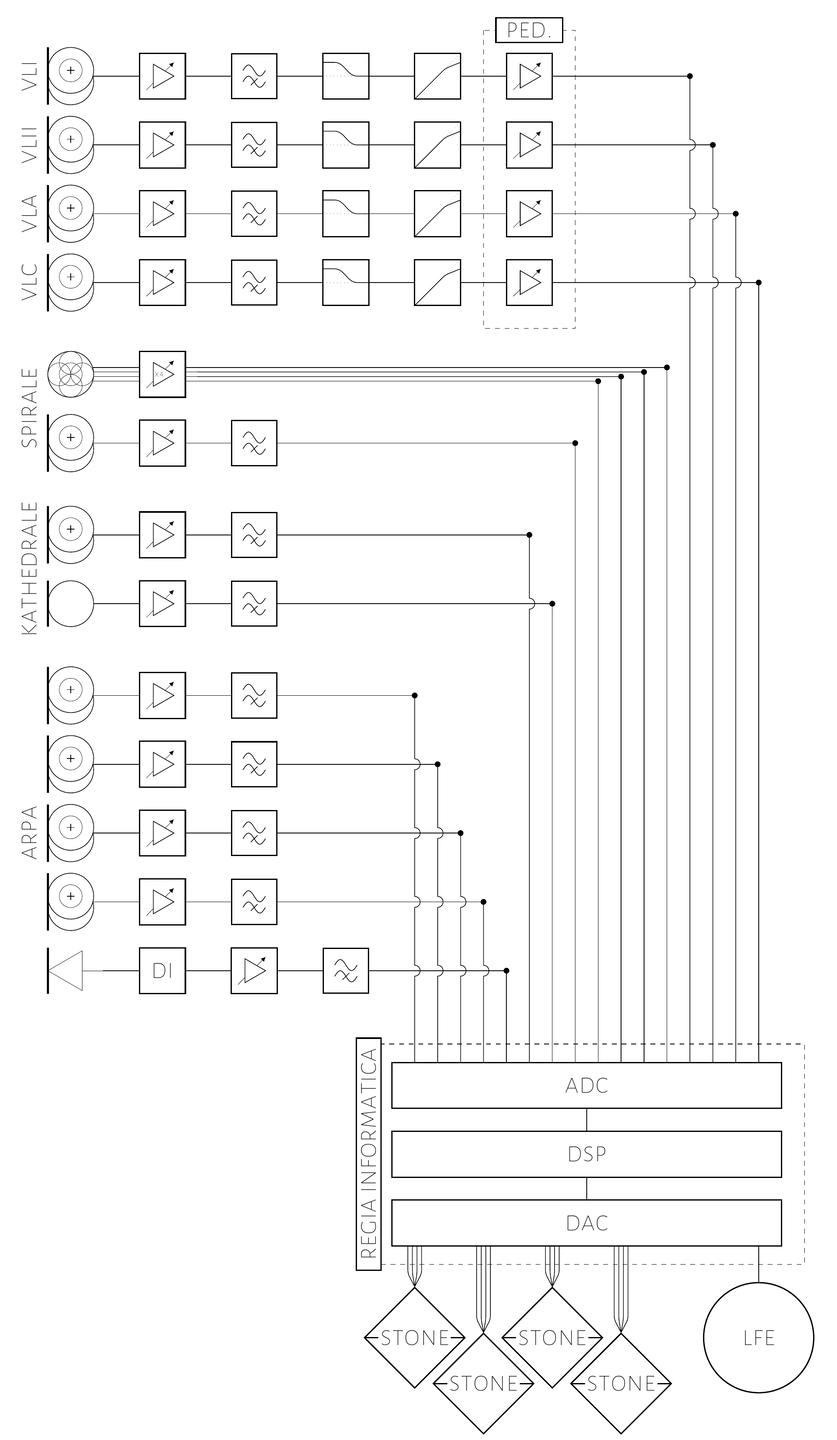 PED.
VLI
VLII
VLA
VLC
SPIRALE
X4
KATHEDRALE
ARPA
DI
REGIA INFORMATICA
ADC
DSP
DAC
STONE
STONE
STONE
STONE
LFE